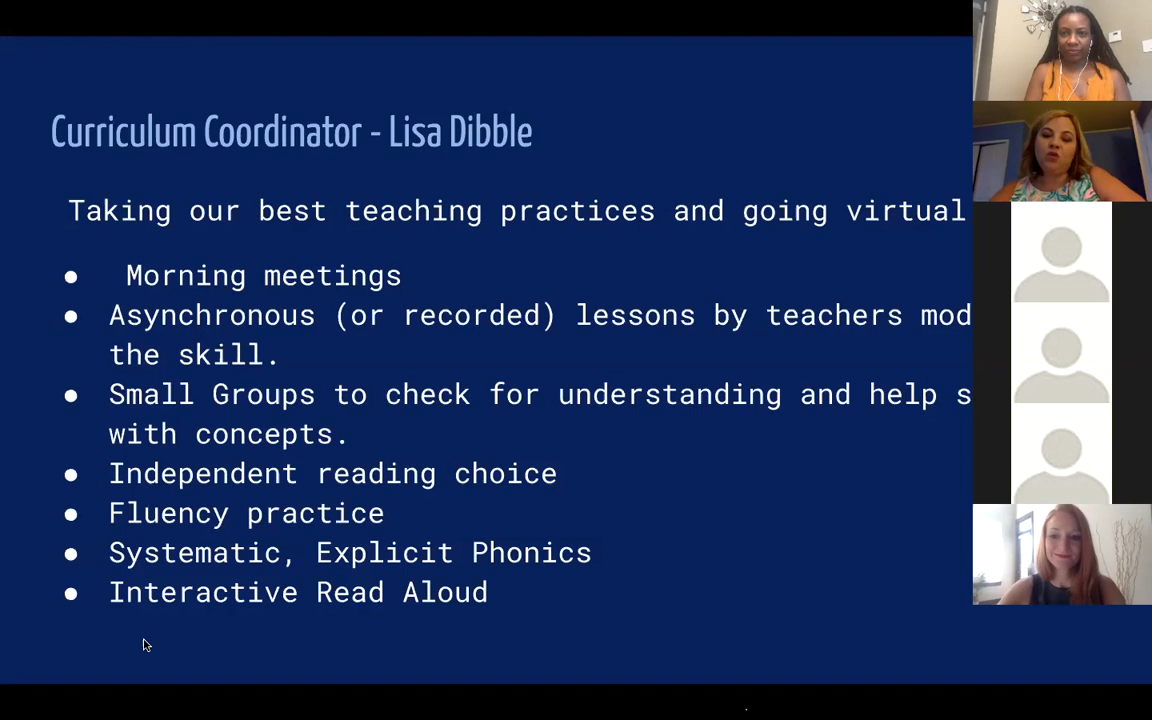 Curriculum Coordinator - Lisa Dibble
Taking our best teaching practices and going virtual
● Morning meetings
● Asynchronous (or recorded) lessons by teachers mod
the skill.
● Small Groups to check for understanding and help s
with concepts.
● Independent reading choice
● Fluency practice
● Systematic, Explicit Phonics
● Interactive Read Aloud